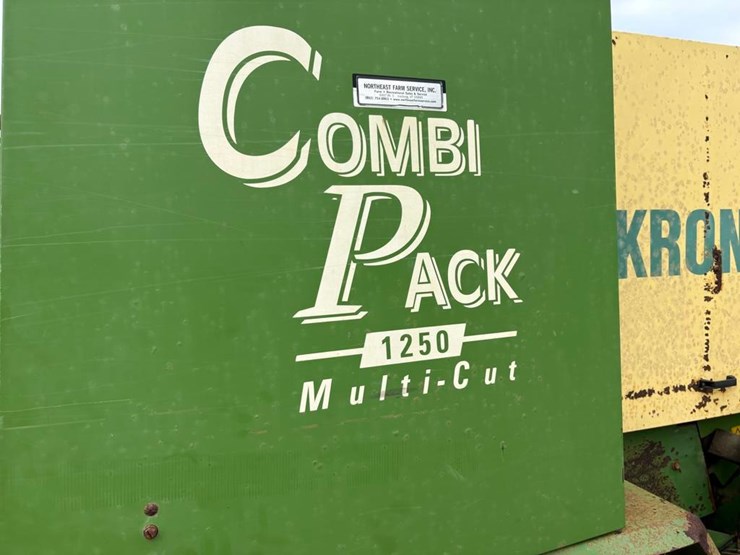 NORTHEAST FARM SERVICE, INC.
COMBI
PACK
1250
Multi-Cut
KRON